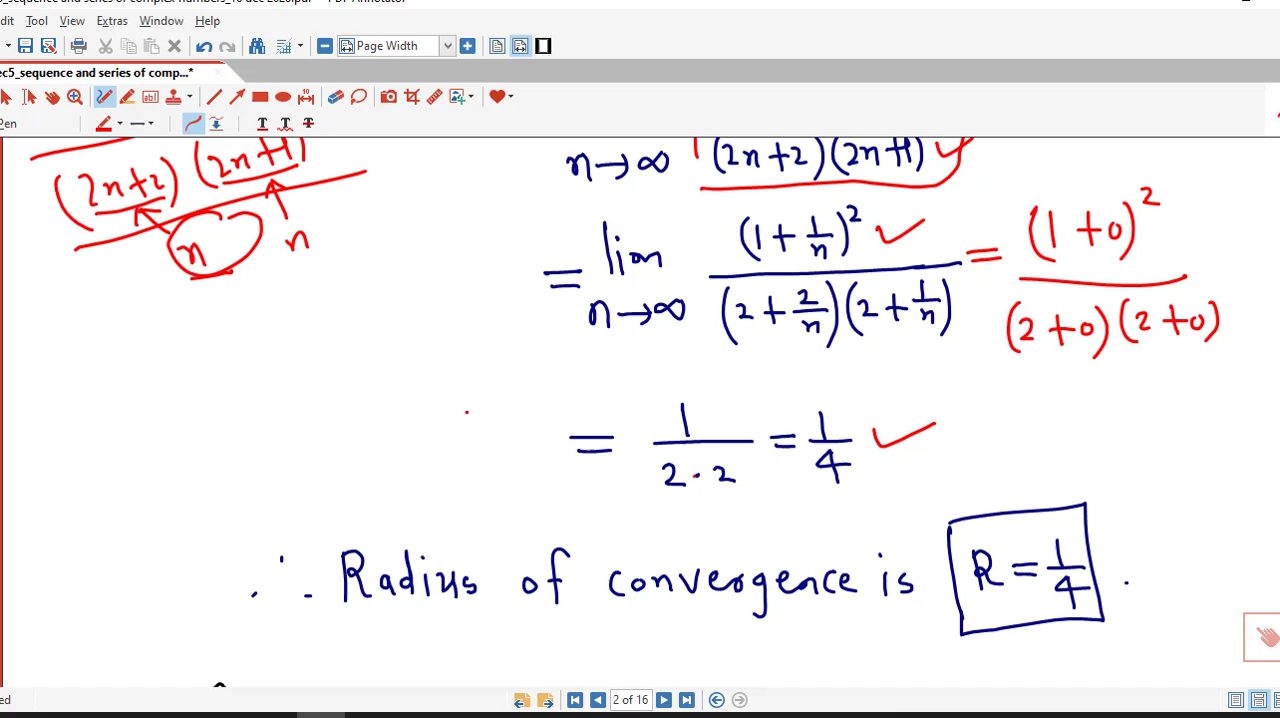 dit Tool View Extras Window Help
Page Width
ec5_sequence and series of comp...*
Pen
(2n+2) (2n+1)
n n
n→∞ (2n+2)(2n+1)
= lim n→∞ (1+1/n)² / (2+2/n)(2+1/n) = (1+0)² / (2+0)(2+0)
= 1 / 2·2 = 1/4
∴ Radius of convergence is R = 1/4 .
2 of 16